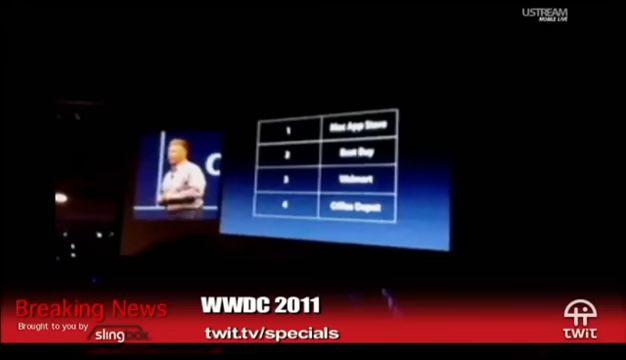 USTREAM
MOBILE LIVE
1 Mac App Store
2 Best Buy
3 Walmart
4 Office Depot
Breaking News
WWDC 2011
Brought to you by sling
twit.tv/specials
TWiT